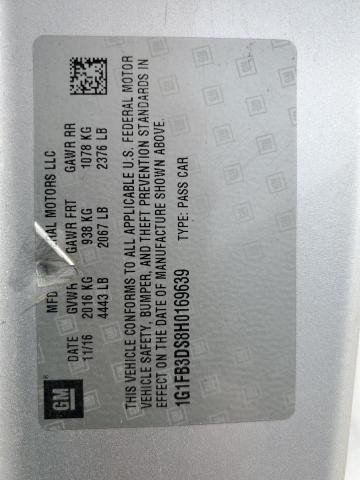 GM
MFD BY GENERAL MOTORS LLC
DATE GVWR GAWR FRT GAWR RR
11/16 2016 KG 938 KG 1078 KG
4443 LB 2067 LB 2376 LB
THIS VEHICLE CONFORMS TO ALL APPLICABLE U.S. FEDERAL MOTOR
VEHICLE SAFETY, BUMPER, AND THEFT PREVENTION STANDARDS IN
EFFECT ON THE DATE OF MANUFACTURE SHOWN ABOVE.
1G1FB3DS8H0169639 TYPE: PASS CAR